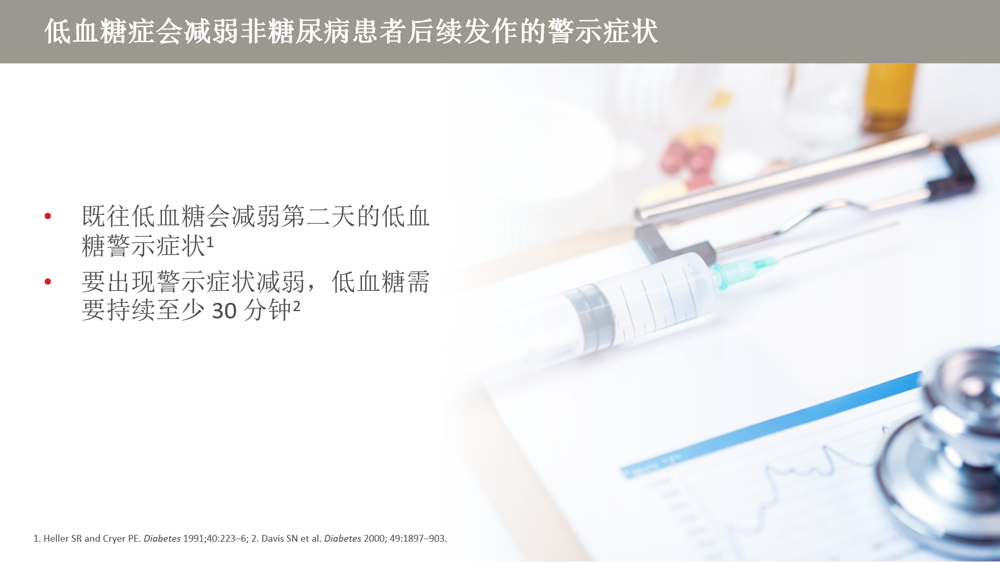 低血糖症会减弱非糖尿病患者后续发作的警示症状
• 既往低血糖会减弱第二天的低血
糖警示症状1
• 要出现警示症状减弱，低血糖需
要持续至少 30 分钟2
1. Heller SR and Cryer PE. Diabetes 1991;40:223–6; 2. Davis SN et al. Diabetes 2000; 49:1897–903.